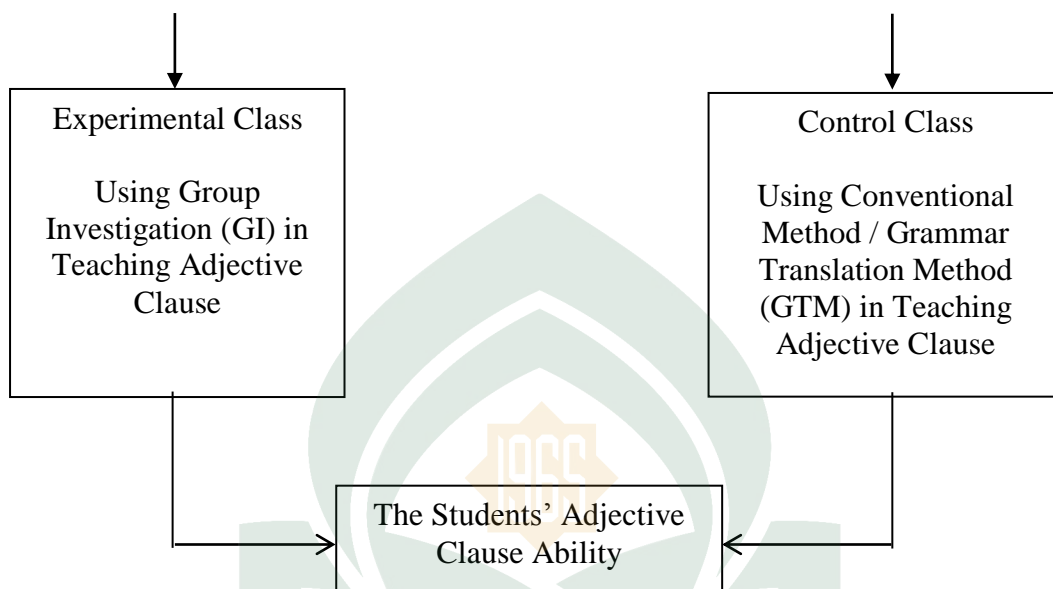 Experimental Class
Using Group
Investigation (GI) in
Teaching Adjective
Clause
Control Class
Using Conventional
Method / Grammar
Translation Method
(GTM) in Teaching
Adjective Clause
1965
The Students’ Adjective
Clause Ability